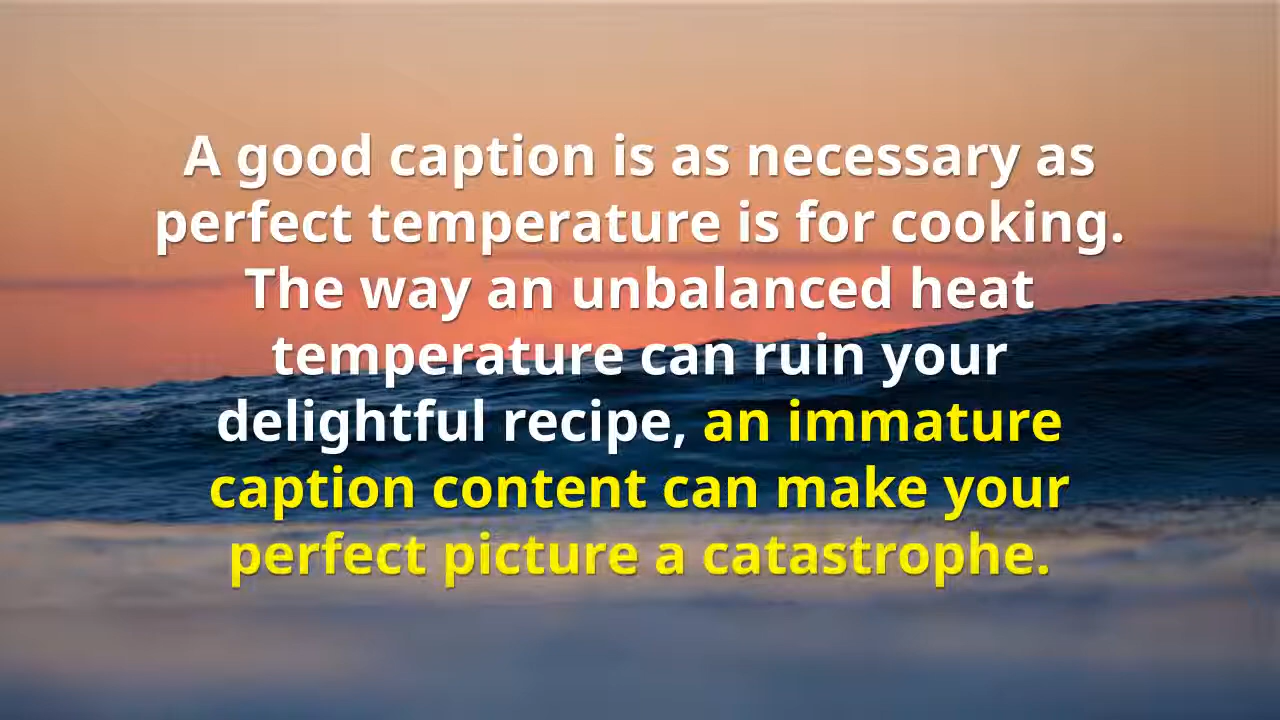 A good caption is as necessary as
perfect temperature is for cooking.
The way an unbalanced heat
temperature can ruin your
delightful recipe, an immature
caption content can make your
perfect picture a catastrophe.